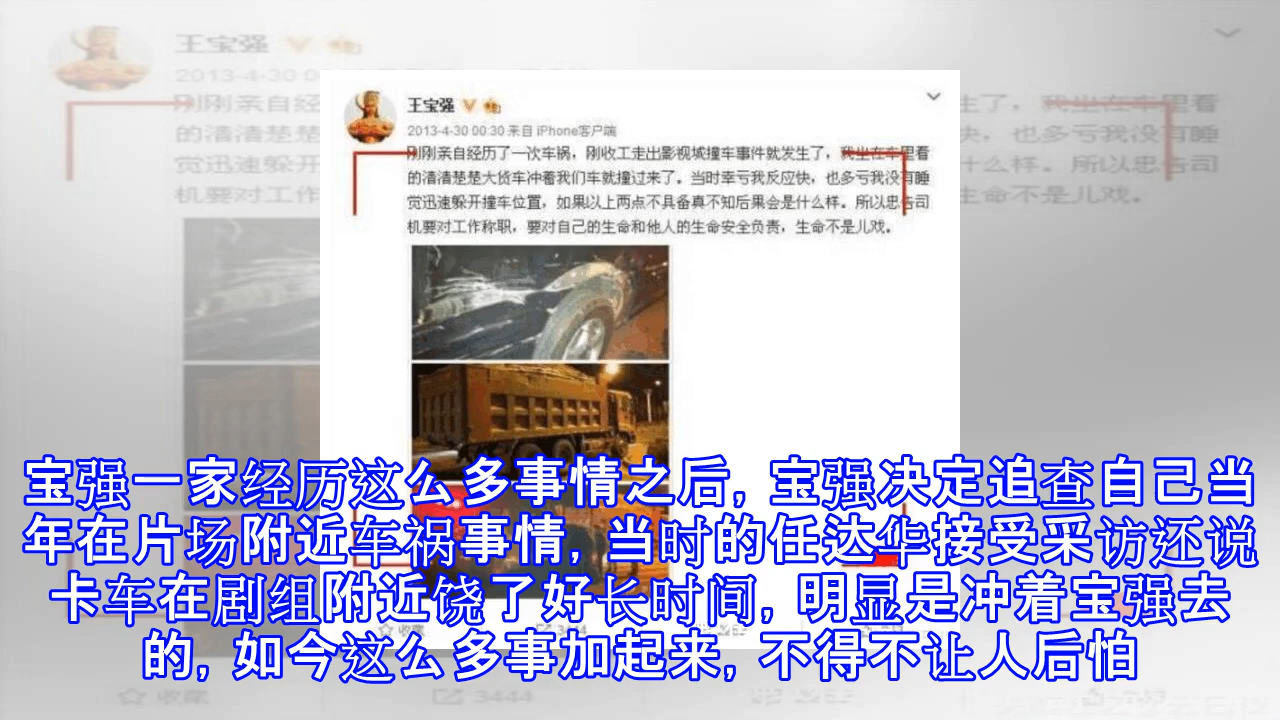 王宝强
2013-4-30 00:30 来自 iPhone客户端
刚刚亲自经历了一次车锅，刚收工走出影视城撞车事件就发生了，我坐在车里看
的清清楚楚大货车冲着我们车就撞过来了。当时幸亏我反应快，也多亏我没有睡
觉迅速躲开撞车位置，如果以上两点不具备真不知后果会是什么样。所以忠告司
机要对工作称职，要对自己的生命和他人的生命安全负责，生命不是儿戏。
宝强一家经历这么多事情之后, 宝强决定追查自己当
年在片场附近车祸事情, 当时的任达华接受采访还说
卡车在剧组附近饶了好长时间, 明显是冲着宝强去
的, 如今这么多事加起来, 不得不让人后怕
收藏 3444